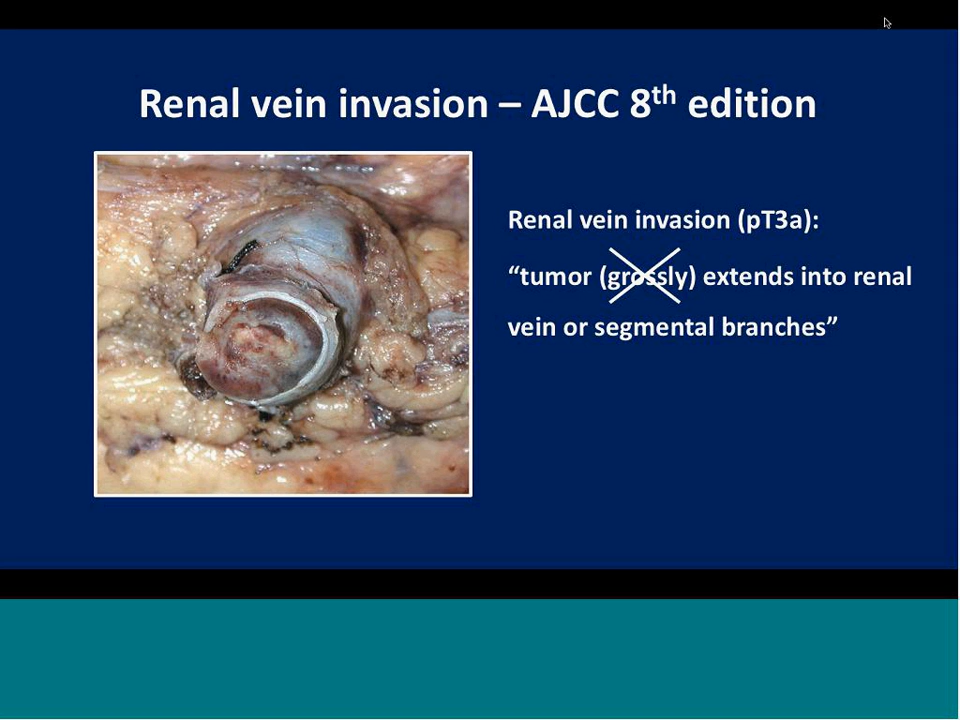 Renal vein invasion – AJCC 8th edition
Renal vein invasion (pT3a):
“tumor (grossly) extends into renal
vein or segmental branches”